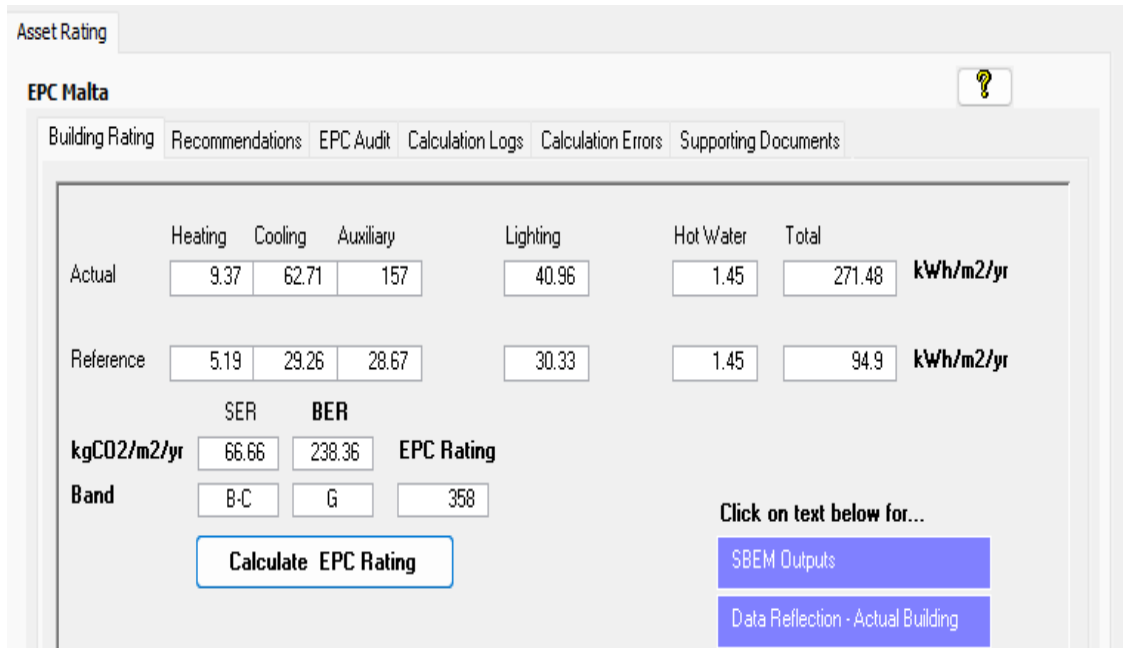 Asset Rating
EPC Malta
?
Building Rating Recommendations EPC Audit Calculation Logs Calculation Errors Supporting Documents
Heating Cooling Auxiliary Lighting Hot Water Total
Actual 9.37 62.71 157 40.96 1.45 271.48 kWh/m2/yr
Reference 5.19 29.26 28.67 30.33 1.45 94.9 kWh/m2/yr
SER BER
kgCO2/m2/yr 66.66 238.36 EPC Rating
Band B-C G 358
Click on text below for...
Calculate EPC Rating
SBEM Outputs
Data Reflection - Actual Building